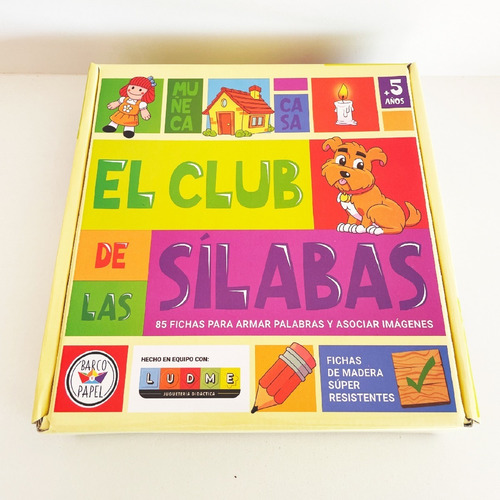 MU
ÑE
CA
CA
SA
+5
AÑOS
EL CLUB
DE
LAS
SÍLABAS
85 FICHAS PARA ARMAR PALABRAS Y ASOCIAR IMÁGENES
BARCO
PAPEL
HECHO EN EQUIPO CON:
LUDME
JUGUETERÍA DIDÁCTICA
FICHAS
DE MADERA
SÚPER
RESISTENTES